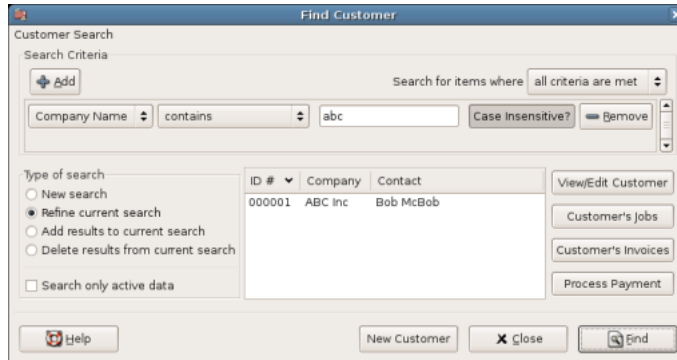 Find Customer
Customer Search
Search Criteria
Add
Search for items where all criteria are met
Company Name contains abc Case Insensitive? Remove
Type of search
New search
Refine current search
Add results to current search
Delete results from current search
Search only active data
ID # Company Contact
000001 ABC Inc Bob McBob
View/Edit Customer
Customer's Jobs
Customer's Invoices
Process Payment
Help New Customer Close Find